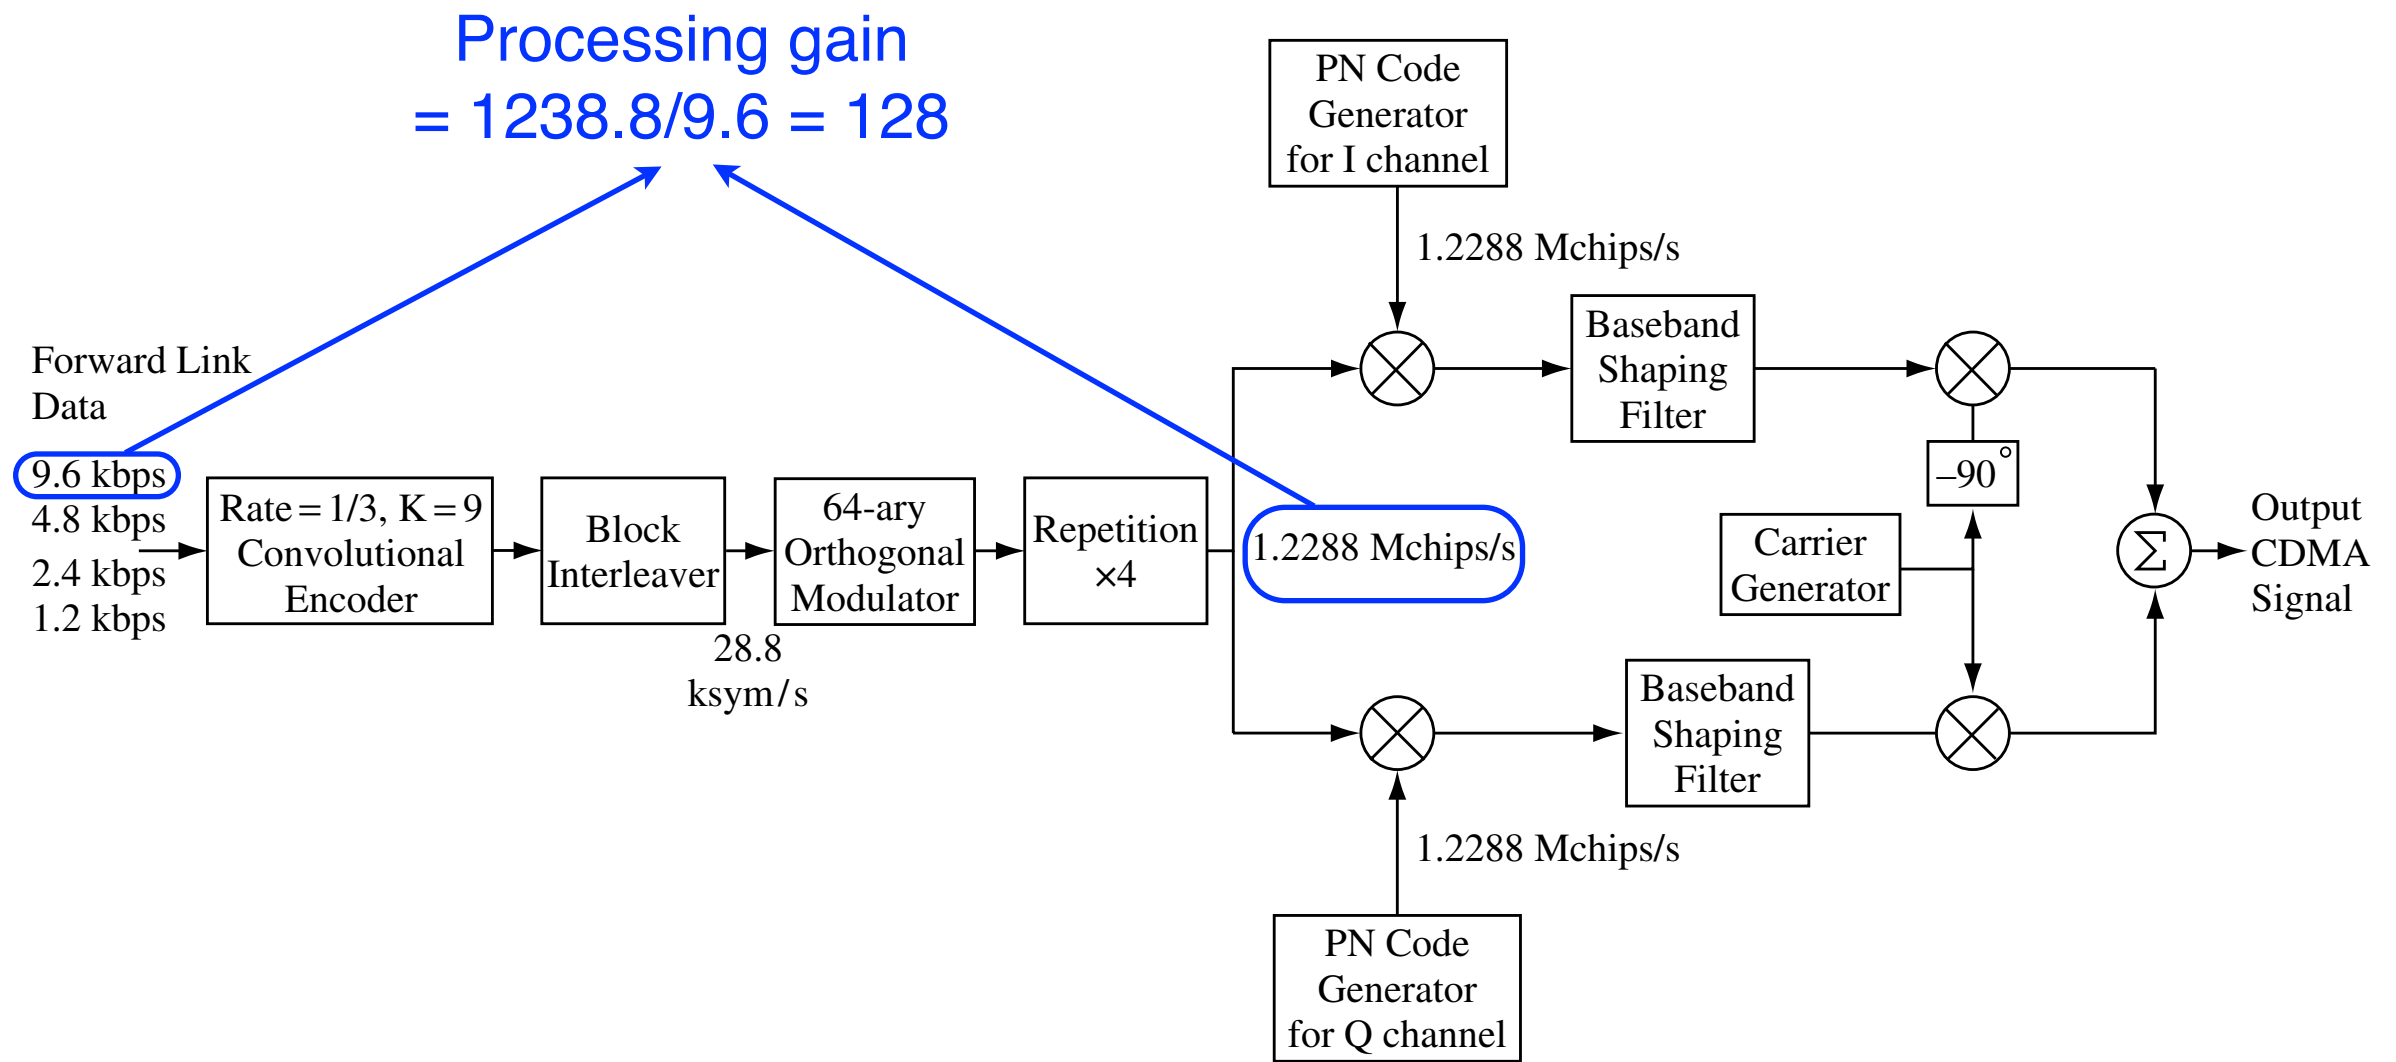 Processing gain
= 1238.8/9.6 = 128
PN Code
Generator
for I channel
1.2288 Mchips/s
Forward Link
Data
9.6 kbps
4.8 kbps
2.4 kbps
1.2 kbps
Rate = 1/3, K = 9
Convolutional
Encoder
Block
Interleaver
28.8
ksym/s
64-ary
Orthogonal
Modulator
Repetition
×4
1.2288 Mchips/s
Baseband
Shaping
Filter
–90°
Carrier
Generator
Baseband
Shaping
Filter
Σ
Output
CDMA
Signal
1.2288 Mchips/s
PN Code
Generator
for Q channel